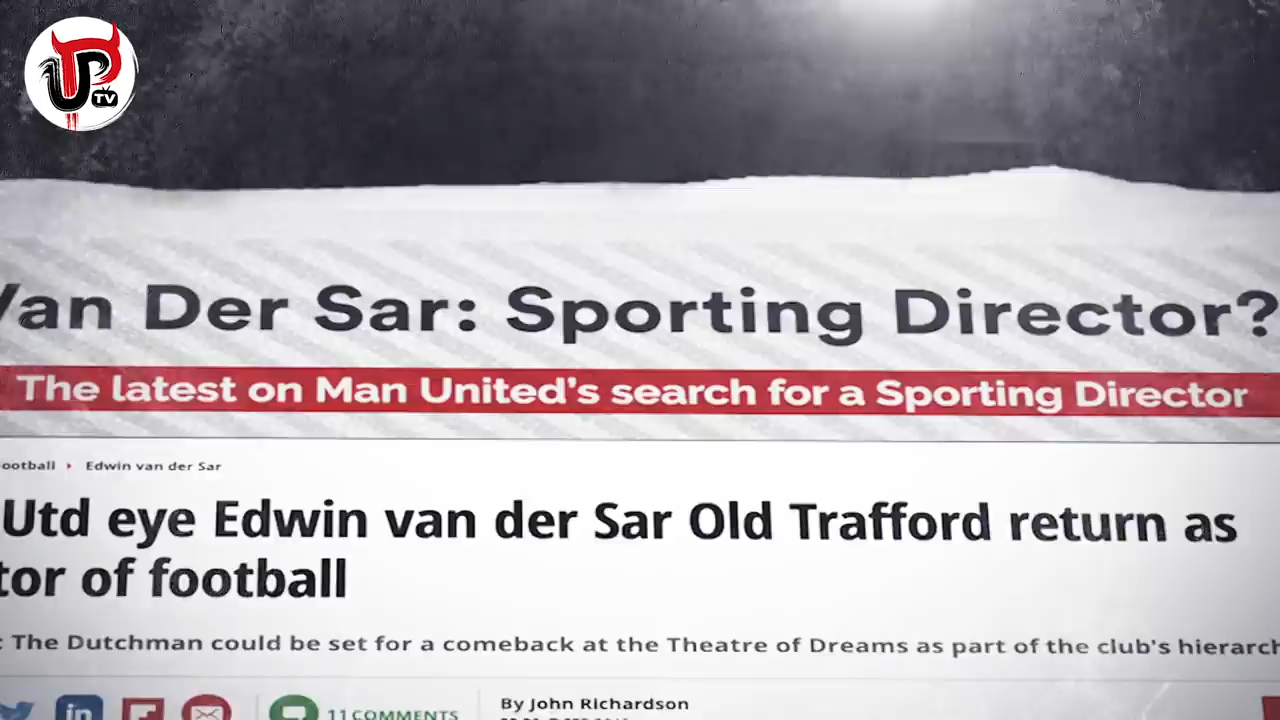 UP
TV
Van Der Sar: Sporting Director?
The latest on Man United's search for a Sporting Director
ootball Edwin van der Sar
Utd eye Edwin van der Sar Old Trafford return as
tor of football
: The Dutchman could be set for a comeback at the Theatre of Dreams as part of the club's hierarch
in
11 COMMENTS
By John Richardson